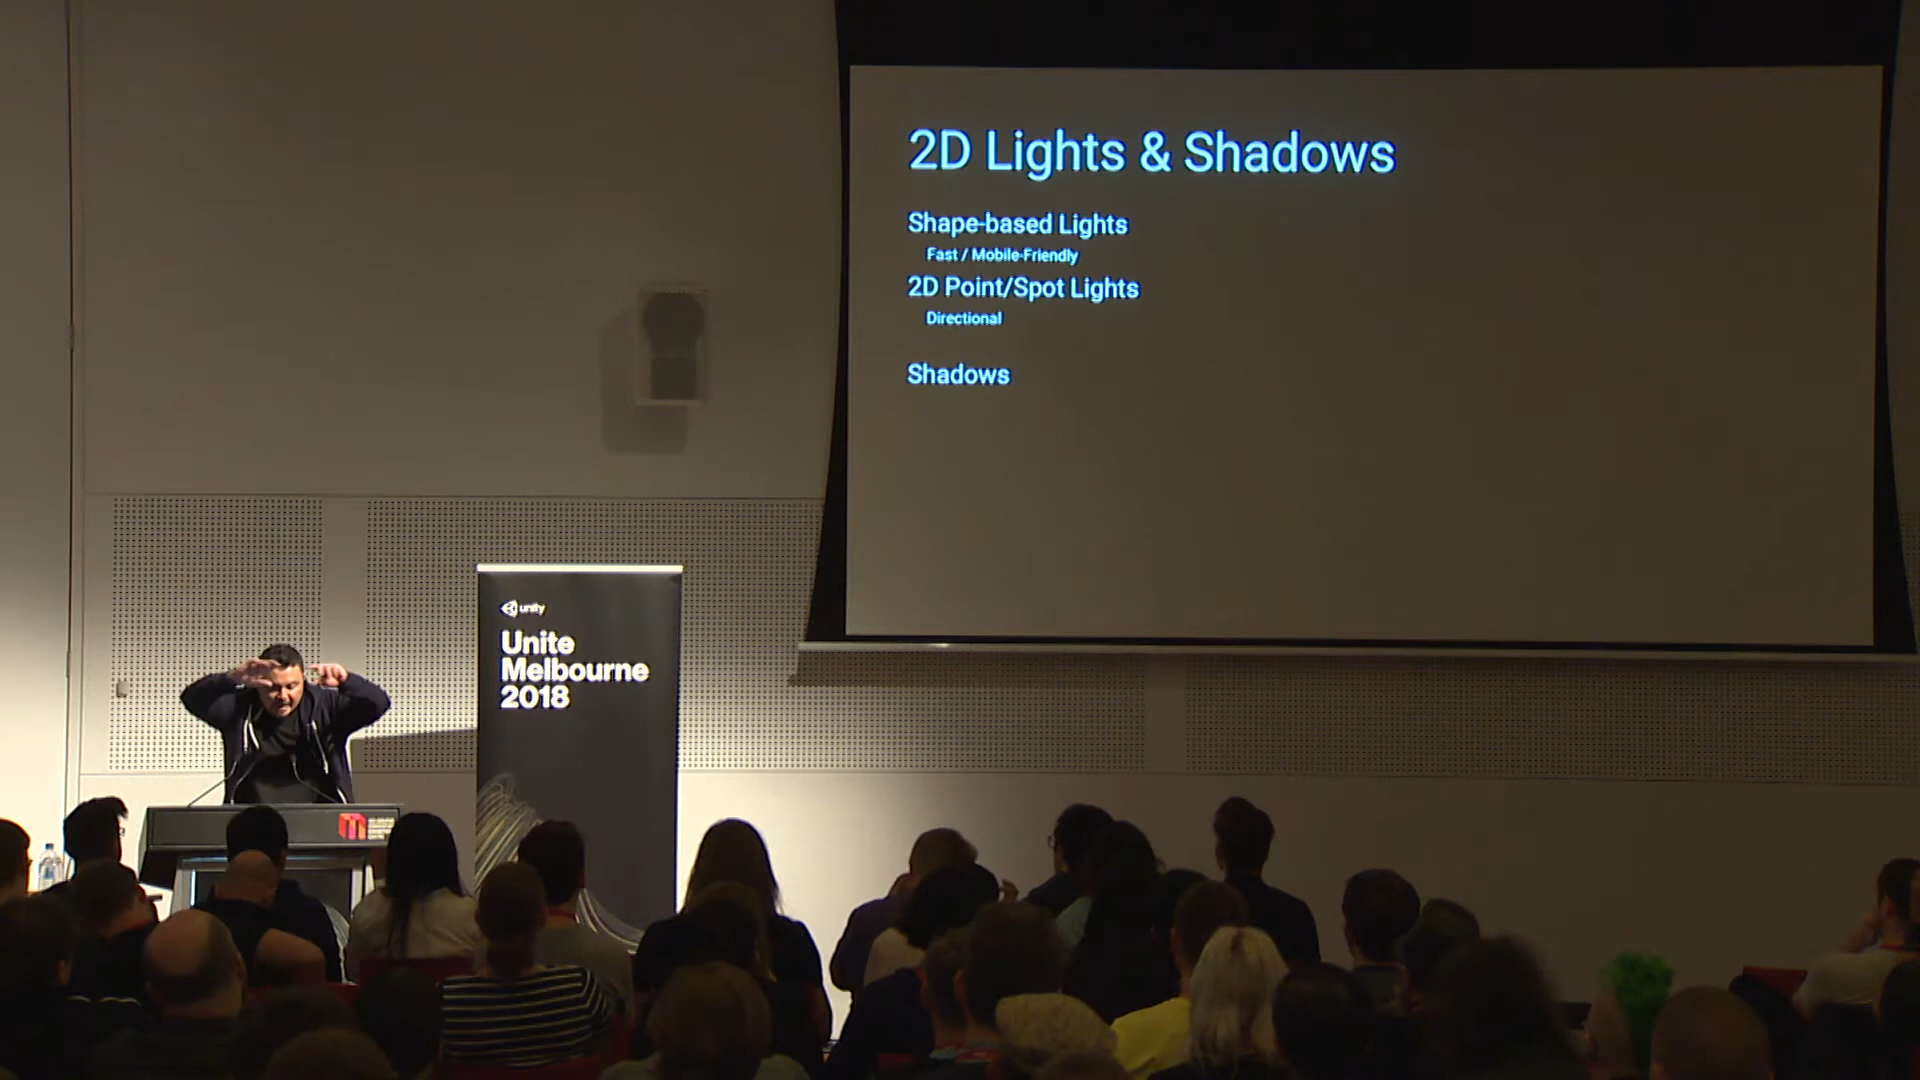 2D Lights & Shadows
Shape-based Lights
Fast / Mobile-Friendly
2D Point/Spot Lights
Directional
Shadows
unity
Unite
Melbourne
2018